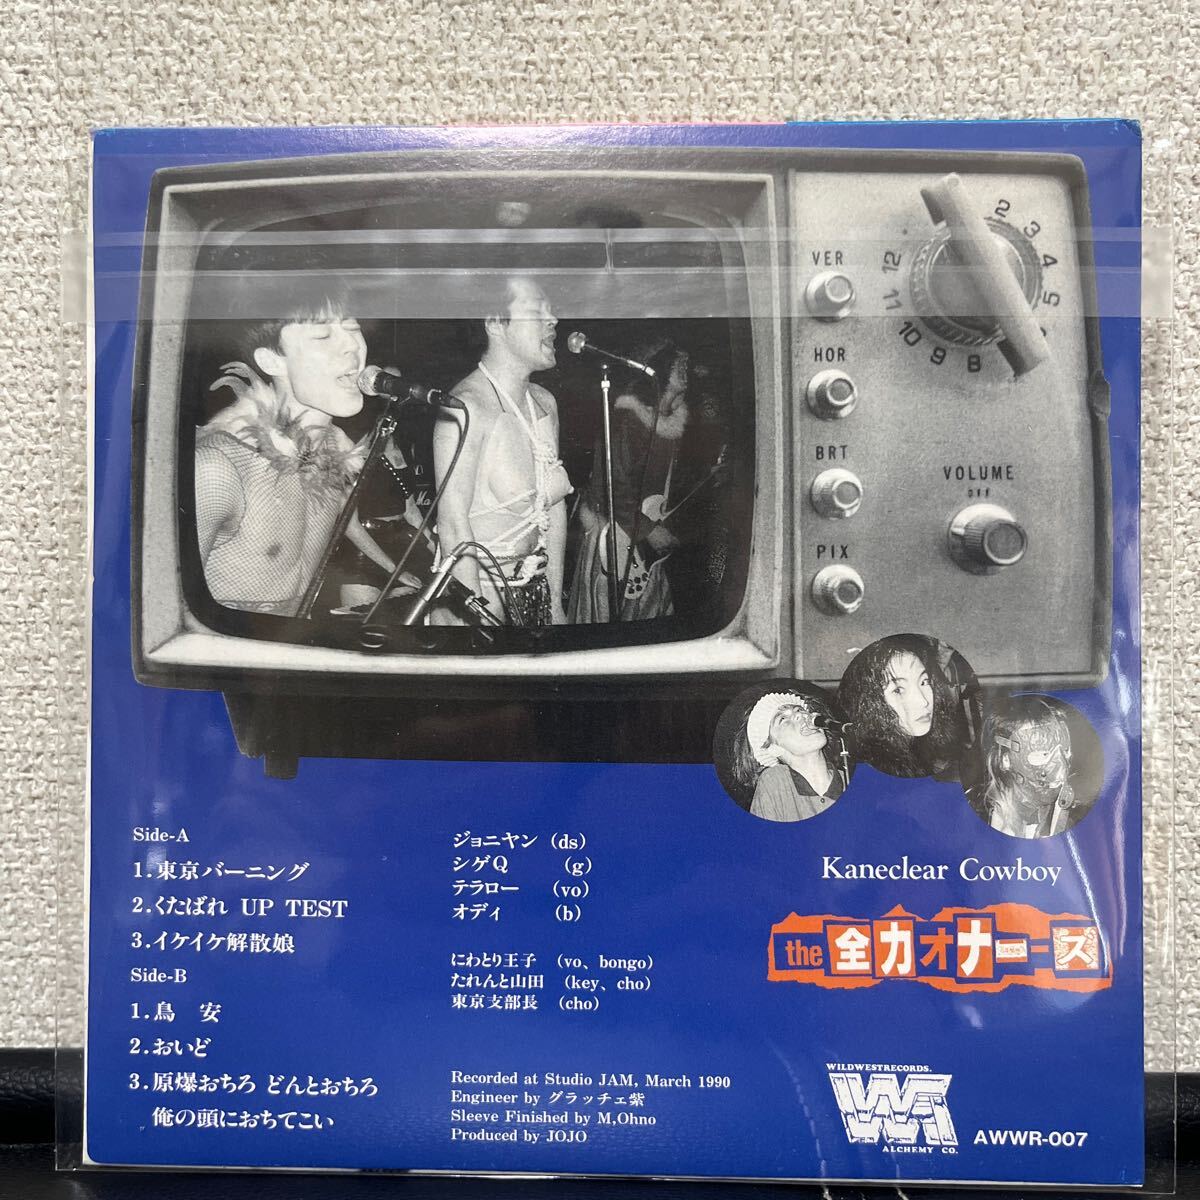 VER
HOR
BRT
PIX
2
3
4
5
8
9
10
11
12
VOLUME
OFF
Side-A
1.東京バーニング
2.くたばれ UP TEST
3.イケイケ解散娘
Side-B
1.鳥 安
2.おいど
3.原爆おちろ どんとおちろ
俺の頭におちてこい
ジョニヤン (ds)
シゲQ (g)
テラロー (vo)
オディ (b)
にわとり王子 (vo、bongo)
たれんと山田 (key、cho)
東京支部長 (cho)
Recorded at Studio JAM, March 1990
Engineer by グラッチェ紫
Sleeve Finished by M,Ohno
Produced by JOJO
Kaneclear Cowboy
the 全力オナーース
WILDWESTRECORDS.
ALCHEMY CO.
AWWR-007